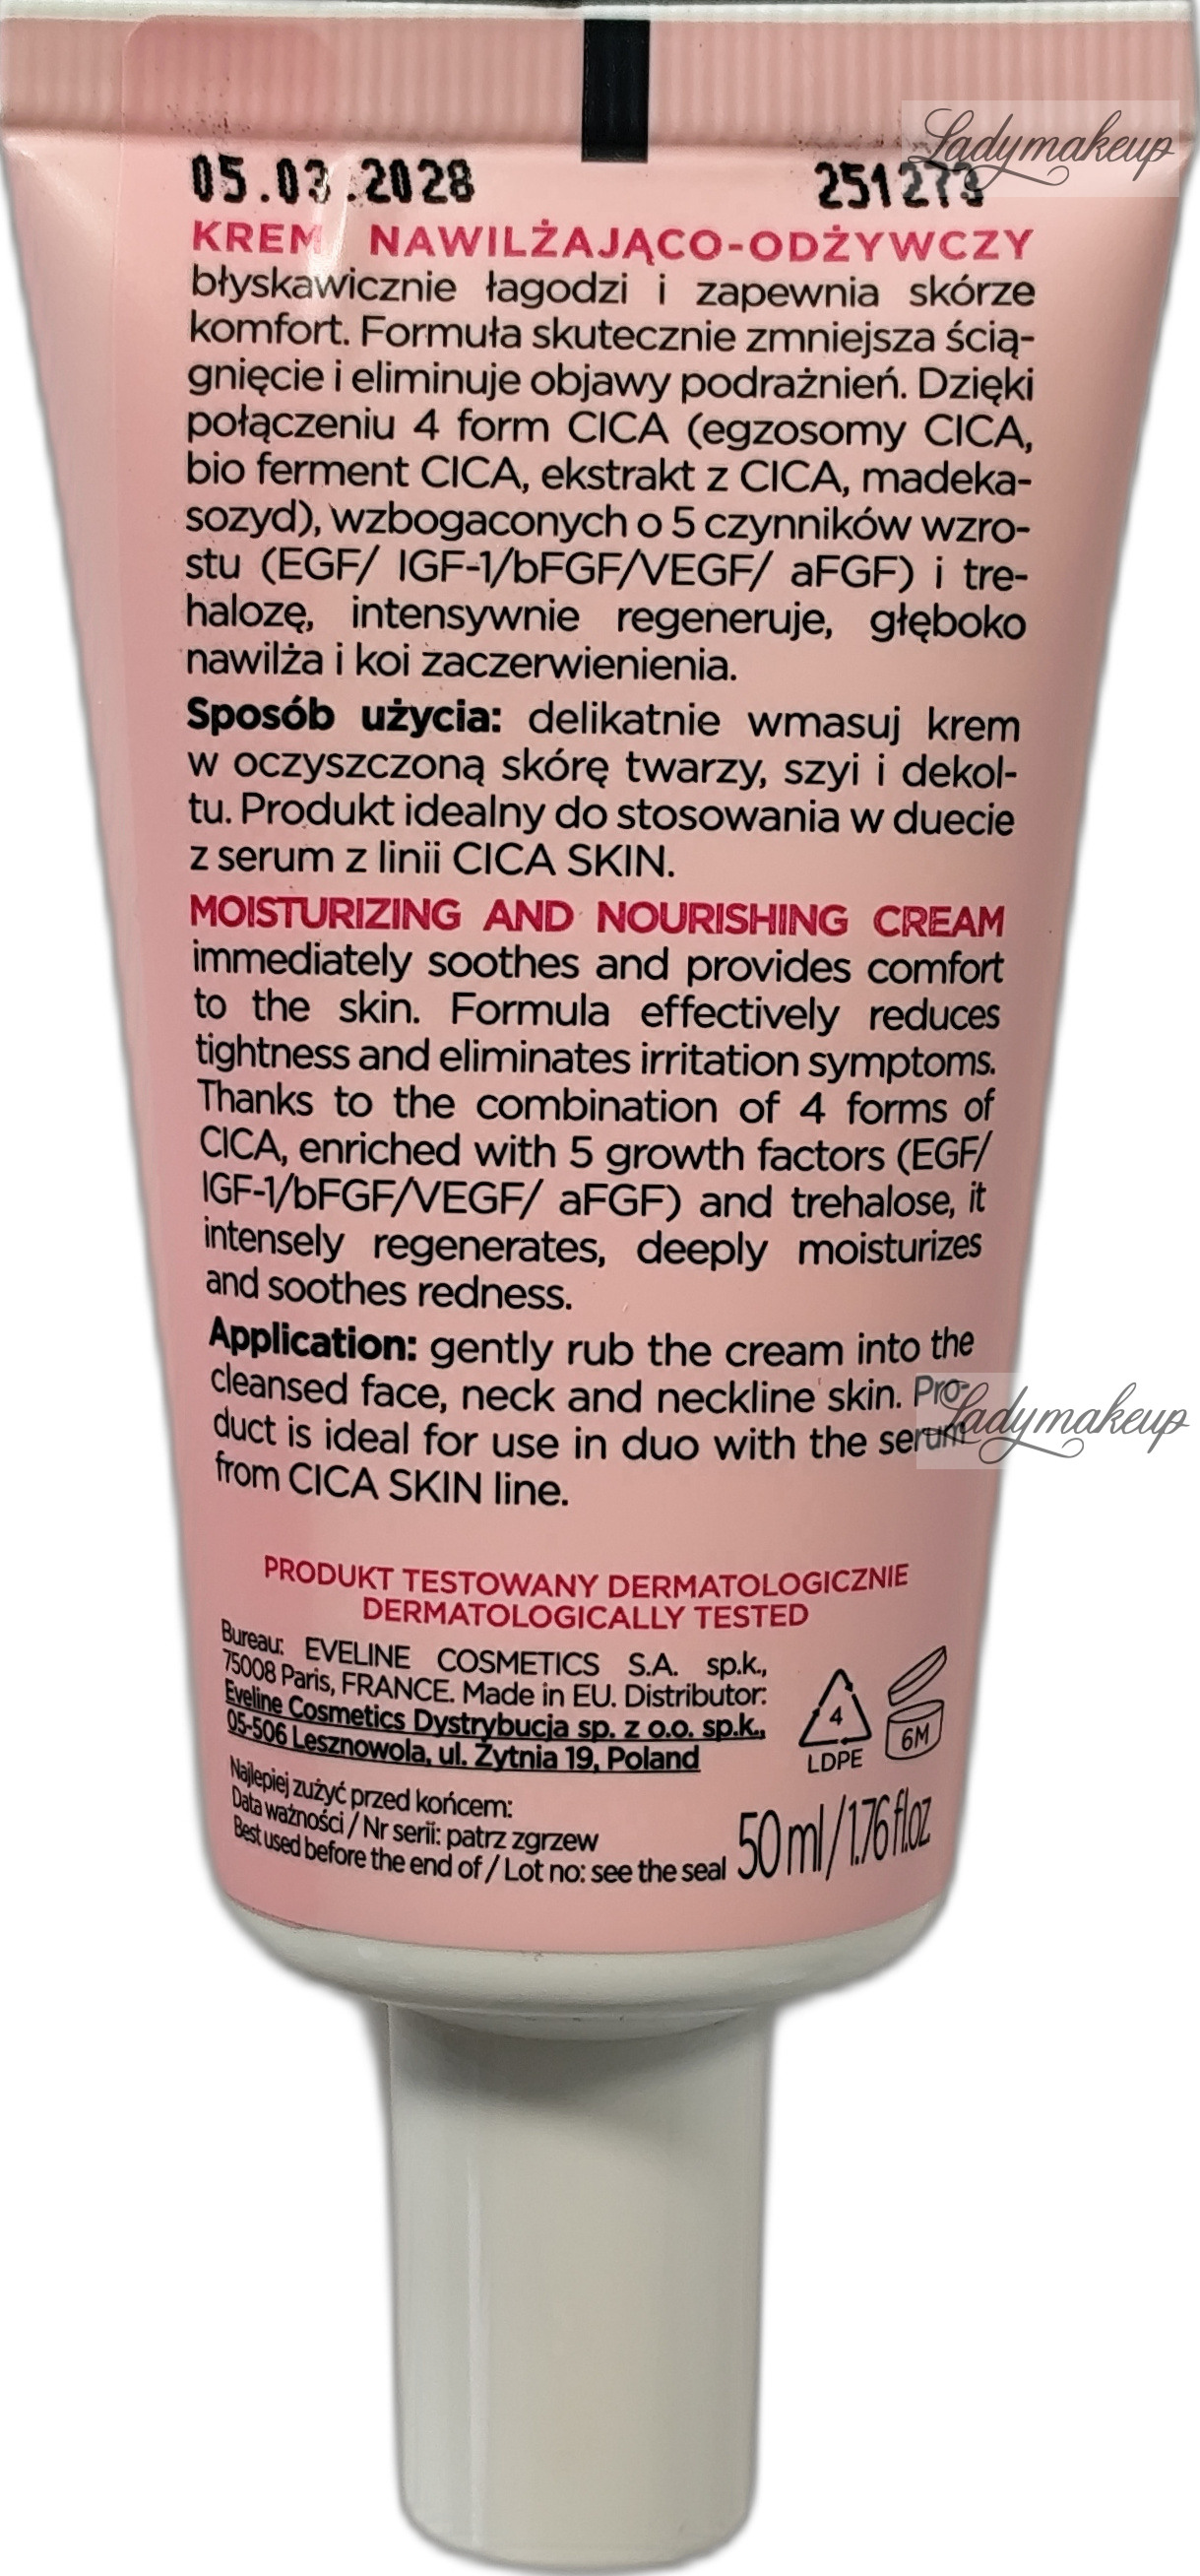 05.03.2028 251273
KREM NAWILŻAJĄCO-ODŻYWCZY
błyskawicznie łagodzi i zapewnia skórze
komfort. Formuła skutecznie zmniejsza ścią-
gnięcie i eliminuje objawy podrażnień. Dzięki
połączeniu 4 form CICA (egzosomy CICA,
bio ferment CICA, ekstrakt z CICA, madeka-
sozyd), wzbogaconych o 5 czynników wzro-
stu (EGF/ IGF-1/bFGF/VEGF/ aFGF) i tre-
halozę, intensywnie regeneruje, głęboko
nawilża i koi zaczerwienienia.
Sposób użycia: delikatnie wmasuj krem
w oczyszczoną skórę twarzy, szyi i dekol-
tu. Produkt idealny do stosowania w duecie
z serum z linii CICA SKIN.
MOISTURIZING AND NOURISHING CREAM
immediately soothes and provides comfort
to the skin. Formula effectively reduces
tightness and eliminates irritation symptoms.
Thanks to the combination of 4 forms of
CICA, enriched with 5 growth factors (EGF/
IGF-1/bFGF/VEGF/ aFGF) and trehalose, it
intensely regenerates, deeply moisturizes
and soothes redness.
Application: gently rub the cream into the
cleansed face, neck and neckline skin. Pro-
duct is ideal for use in duo with the serum
from CICA SKIN line.
PRODUKT TESTOWANY DERMATOLOGICZNIE
DERMATOLOGICALLY TESTED
Bureau: EVELINE COSMETICS S.A. sp.k.,
75008 Paris, FRANCE. Made in EU. Distributor:
Eveline Cosmetics Dystrybucja sp. z o.o. sp.k.,
05-506 Lesznowola, ul. Żytnia 19, Poland
4
LDPE
6M
Najlepiej zużyć przed końcem:
Data ważności / Nr serii: patrz zgrzew
Best used before the end of / Lot no: see the seal
50 ml/1.76 fl.oz
Ladymakeup
Ladymakeup